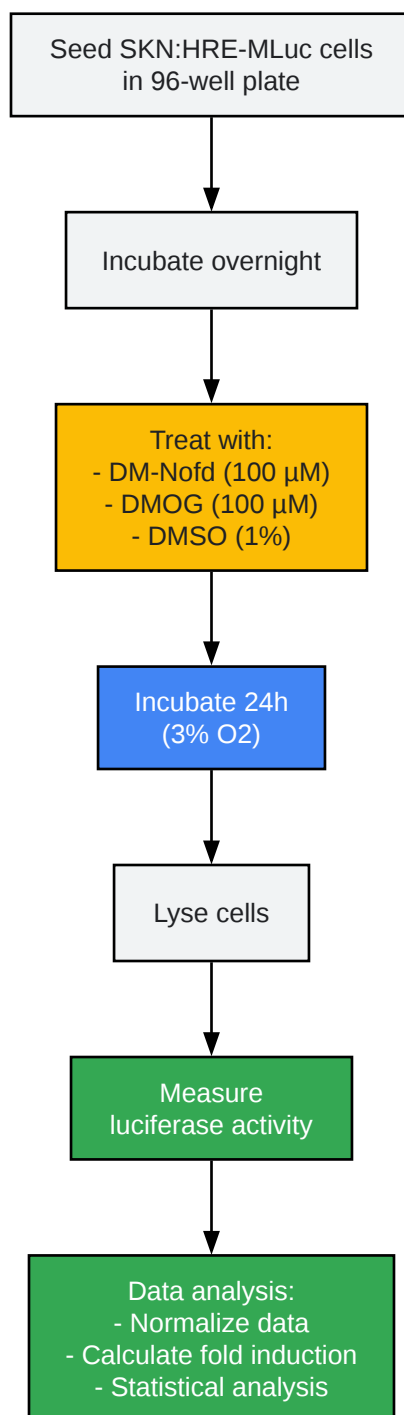 Seed SKN:HRE-MLuc cells
in 96-well plate
Incubate overnight
Treat with:
- DM-Nofd (100 µM)
- DMOG (100 µM)
- DMSO (1%)
Incubate 24h
(3% O2)
Lyse cells
Measure
luciferase activity
Data analysis:
- Normalize data
- Calculate fold induction
- Statistical analysis